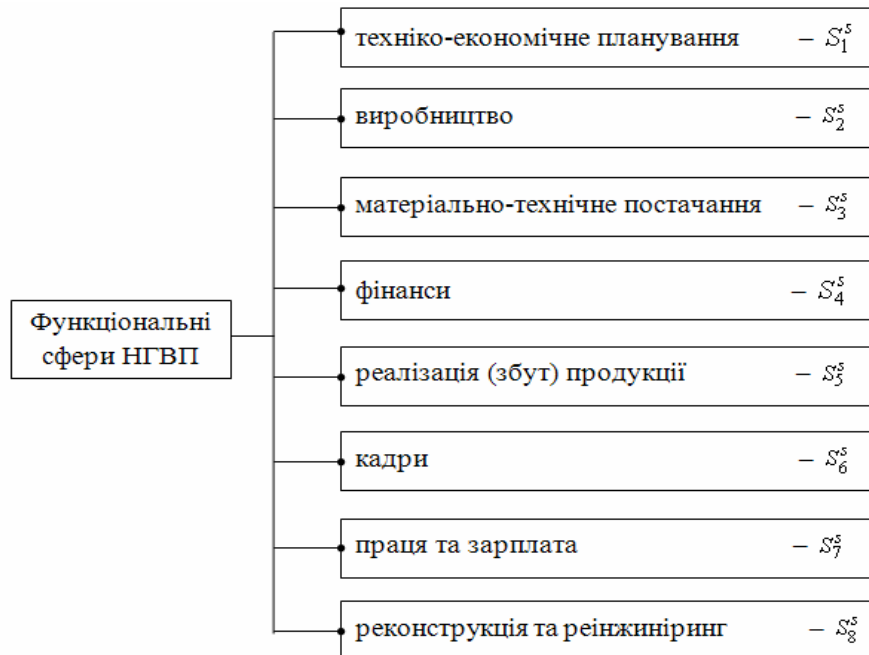 техніко-економічне планування – S₁ˢ
виробництво – S₂ˢ
матеріально-технічне постачання – S₃ˢ
фінанси – S₄ˢ
Функціональні
сфери НГВП
реалізація (збут) продукції – S₅ˢ
кадри – S₆ˢ
праця та зарплата – S₇ˢ
реконструкція та реінжиніринг – S₈ˢ